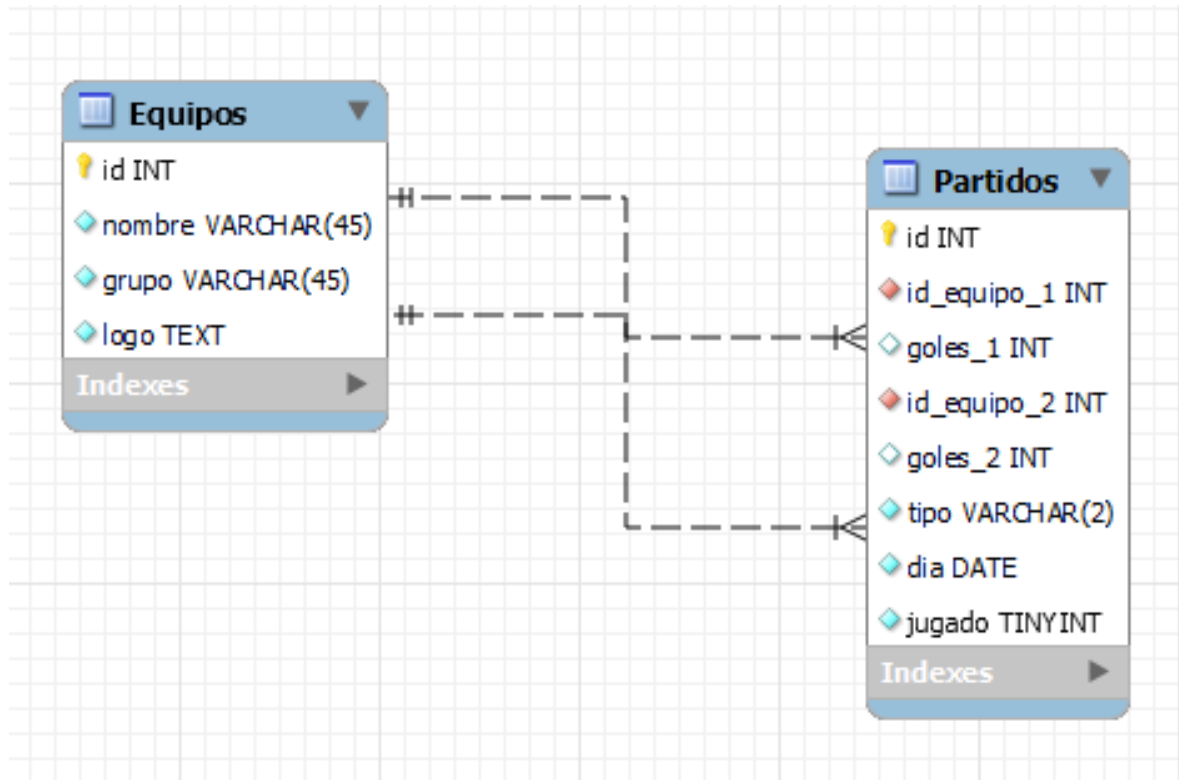 Equipos
id INT
nombre VARCHAR(45)
grupo VARCHAR(45)
logo TEXT
Indexes
Partidos
id INT
id_equipo_1 INT
goles_1 INT
id_equipo_2 INT
goles_2 INT
tipo VARCHAR(2)
dia DATE
jugado TINYINT
Indexes